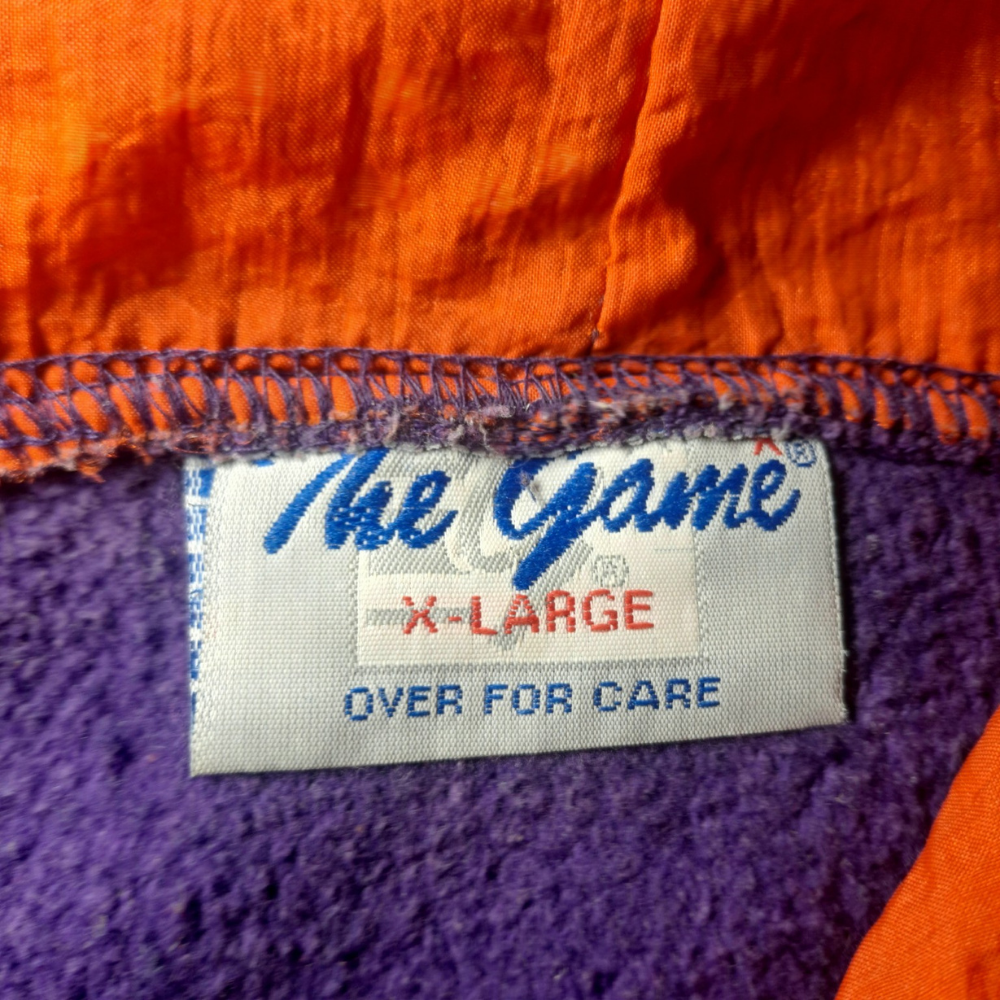 The Game®
®
X-LARGE
OVER FOR CARE